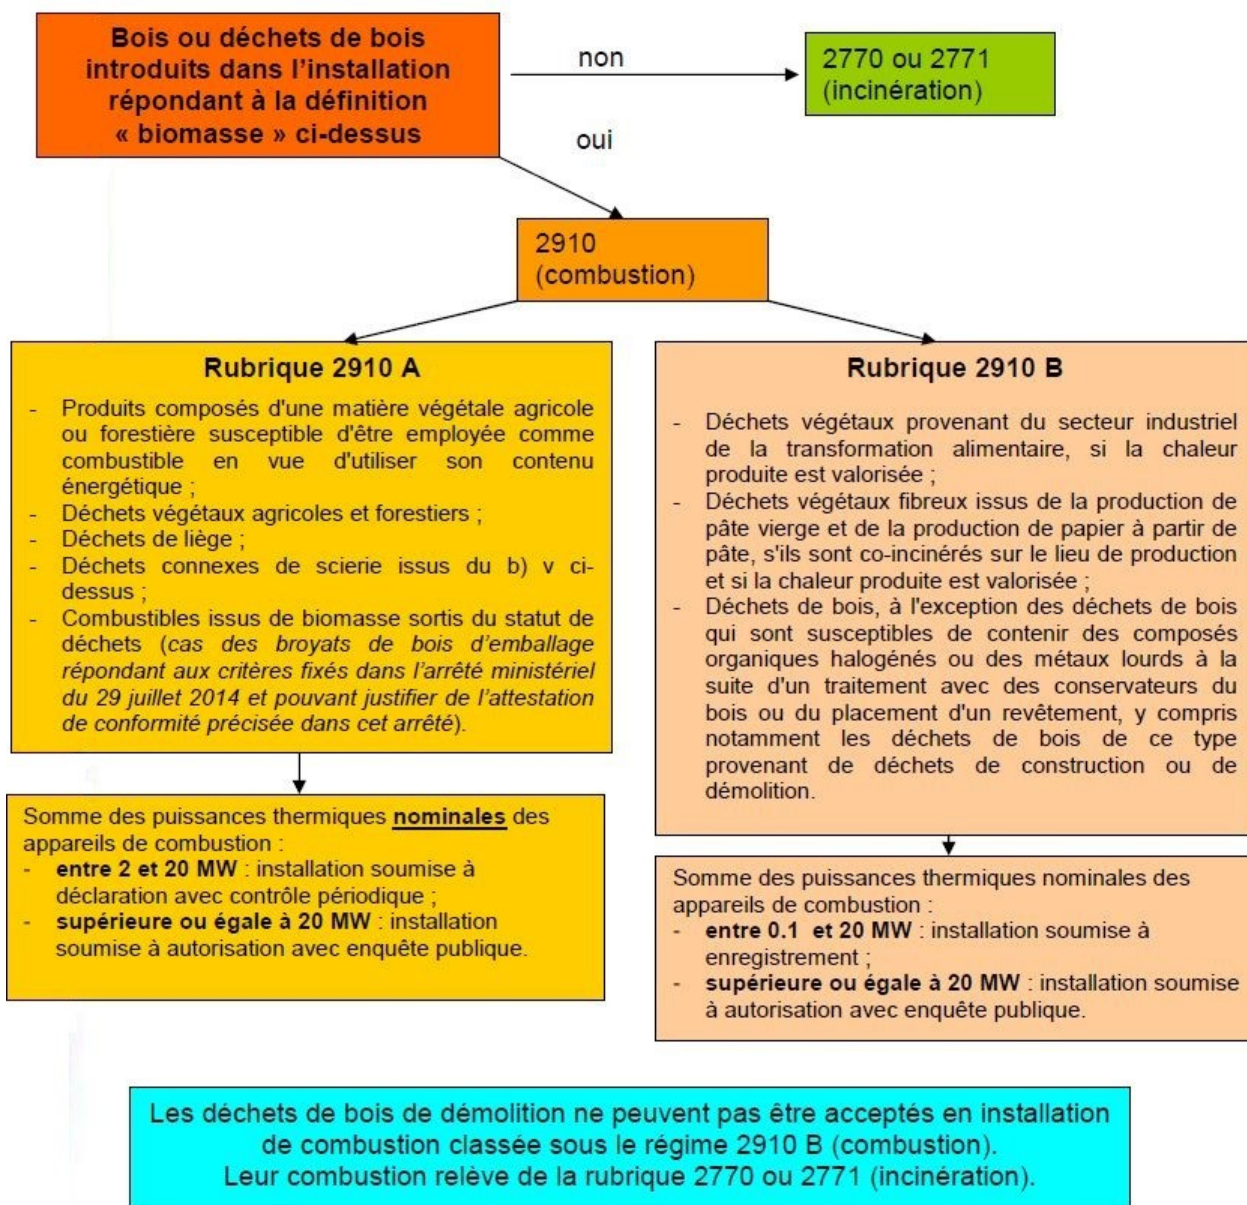 Bois ou déchets de bois
introduits dans l'installation
répondant à la définition
« biomasse » ci-dessus
non
2770 ou 2771
(incinération)
oui
2910
(combustion)
Rubrique 2910 A
- Produits composés d'une matière végétale agricole
ou forestière susceptible d'être employée comme
combustible en vue d'utiliser son contenu
énergétique ;
- Déchets végétaux agricoles et forestiers ;
- Déchets de liège ;
- Déchets connexes de scierie issus du b) v ci-
dessus ;
- Combustibles issus de biomasse sortis du statut de
déchets (cas des broyats de bois d'emballage
répondant aux critères fixés dans l'arrêté ministériel
du 29 juillet 2014 et pouvant justifier de l'attestation
de conformité précisée dans cet arrêté).
Somme des puissances thermiques nominales des
appareils de combustion :
- entre 2 et 20 MW : installation soumise à
déclaration avec contrôle périodique ;
- supérieure ou égale à 20 MW : installation
soumise à autorisation avec enquête publique.
Rubrique 2910 B
- Déchets végétaux provenant du secteur industriel
de la transformation alimentaire, si la chaleur
produite est valorisée ;
- Déchets végétaux fibreux issus de la production de
pâte vierge et de la production de papier à partir de
pâte, s'ils sont co-incinérés sur le lieu de production
et si la chaleur produite est valorisée ;
- Déchets de bois, à l'exception des déchets de bois
qui sont susceptibles de contenir des composés
organiques halogénés ou des métaux lourds à la
suite d'un traitement avec des conservateurs du
bois ou du placement d'un revêtement, y compris
notamment les déchets de bois de ce type
provenant de déchets de construction ou de
démolition.
Somme des puissances thermiques nominales des
appareils de combustion :
- entre 0.1 et 20 MW : installation soumise à
enregistrement ;
- supérieure ou égale à 20 MW : installation soumise
à autorisation avec enquête publique.
Les déchets de bois de démolition ne peuvent pas être acceptés en installation
de combustion classée sous le régime 2910 B (combustion).
Leur combustion relève de la rubrique 2770 ou 2771 (incinération).